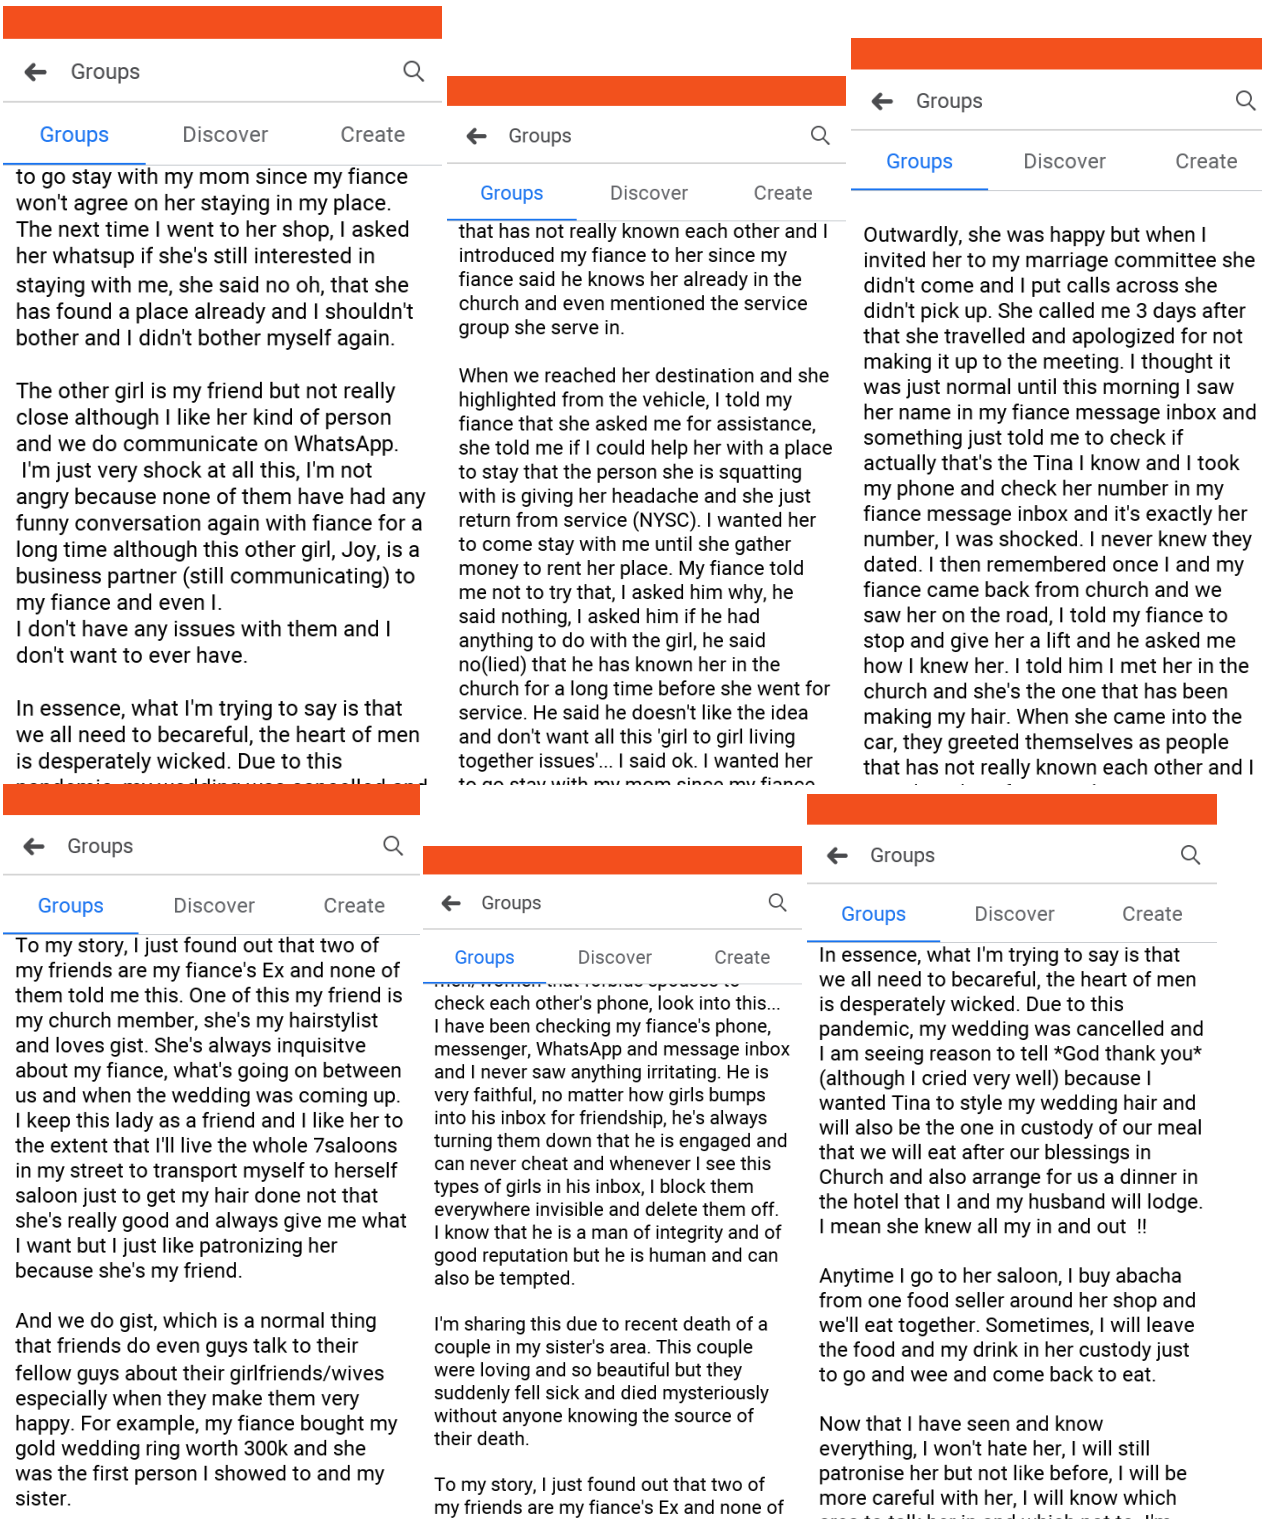 Groups
Groups Discover Create
to go stay with my mom since my fiance
won't agree on her staying in my place.
The next time I went to her shop, I asked
her whatsup if she's still interested in
staying with me, she said no oh, that she
has found a place already and I shouldn't
bother and I didn't bother myself again.
The other girl is my friend but not really
close although I like her kind of person
and we do communicate on WhatsApp.
I'm just very shock at all this, I'm not
angry because none of them have had any
funny conversation again with fiance for a
long time although this other girl, Joy, is a
business partner (still communicating) to
my fiance and even I.
I don't have any issues with them and I
don't want to ever have.
In essence, what I'm trying to say is that
we all need to becareful, the heart of men
is desperately wicked. Due to this
pandemic, my wedding was cancelled and
Groups
Groups Discover Create
that has not really known each other and I
introduced my fiance to her since my
fiance said he knows her already in the
church and even mentioned the service
group she serve in.
When we reached her destination and she
highlighted from the vehicle, I told my
fiance that she asked me for assistance,
she told me if I could help her with a place
to stay that the person she is squatting
with is giving her headache and she just
return from service (NYSC). I wanted her
to come stay with me until she gather
money to rent her place. My fiance told
me not to try that, I asked him why, he
said nothing, I asked him if he had
anything to do with the girl, he said
no(lied) that he has known her in the
church for a long time before she went for
service. He said he doesn't like the idea
and don't want all this 'girl to girl living
together issues'... I said ok. I wanted her
to go stay with my mom since my fiance
Groups
Groups Discover Create
Outwardly, she was happy but when I
invited her to my marriage committee she
didn't come and I put calls across she
didn't pick up. She called me 3 days after
that she travelled and apologized for not
making it up to the meeting. I thought it
was just normal until this morning I saw
her name in my fiance message inbox and
something just told me to check if
actually that's the Tina I know and I took
my phone and check her number in my
fiance message inbox and it's exactly her
number, I was shocked. I never knew they
dated. I then remembered once I and my
fiance came back from church and we
saw her on the road, I told my fiance to
stop and give her a lift and he asked me
how I knew her. I told him I met her in the
church and she's the one that has been
making my hair. When she came into the
car, they greeted themselves as people
that has not really known each other and I
Groups
Groups Discover Create
To my story, I just found out that two of
my friends are my fiance's Ex and none of
them told me this. One of this my friend is
my church member, she's my hairstylist
and loves gist. She's always inquisitve
about my fiance, what's going on between
us and when the wedding was coming up.
I keep this lady as a friend and I like her to
the extent that I'll live the whole 7saloons
in my street to transport myself to herself
saloon just to get my hair done not that
she's really good and always give me what
I want but I just like patronizing her
because she's my friend.
And we do gist, which is a normal thing
that friends do even guys talk to their
fellow guys about their girlfriends/wives
especially when they make them very
happy. For example, my fiance bought my
gold wedding ring worth 300k and she
was the first person I showed to and my
sister.
Groups
Groups Discover Create
men/women that forbids spouses to
check each other's phone, look into this...
I have been checking my fiance's phone,
messenger, WhatsApp and message inbox
and I never saw anything irritating. He is
very faithful, no matter how girls bumps
into his inbox for friendship, he's always
turning them down that he is engaged and
can never cheat and whenever I see this
types of girls in his inbox, I block them
everywhere invisible and delete them off.
I know that he is a man of integrity and of
good reputation but he is human and can
also be tempted.
I'm sharing this due to recent death of a
couple in my sister's area. This couple
were loving and so beautiful but they
suddenly fell sick and died mysteriously
without anyone knowing the source of
their death.
To my story, I just found out that two of
my friends are my fiance's Ex and none of
Groups
Groups Discover Create
In essence, what I'm trying to say is that
we all need to becareful, the heart of men
is desperately wicked. Due to this
pandemic, my wedding was cancelled and
I am seeing reason to tell *God thank you*
(although I cried very well) because I
wanted Tina to style my wedding hair and
will also be the one in custody of our meal
that we will eat after our blessings in
Church and also arrange for us a dinner in
the hotel that I and my husband will lodge.
I mean she knew all my in and out !!
Anytime I go to her saloon, I buy abacha
from one food seller around her shop and
we'll eat together. Sometimes, I will leave
the food and my drink in her custody just
to go and wee and come back to eat.
Now that I have seen and know
everything, I won't hate her, I will still
patronise her but not like before, I will be
more careful with her, I will know which
area to talk her in and which not to. I'm